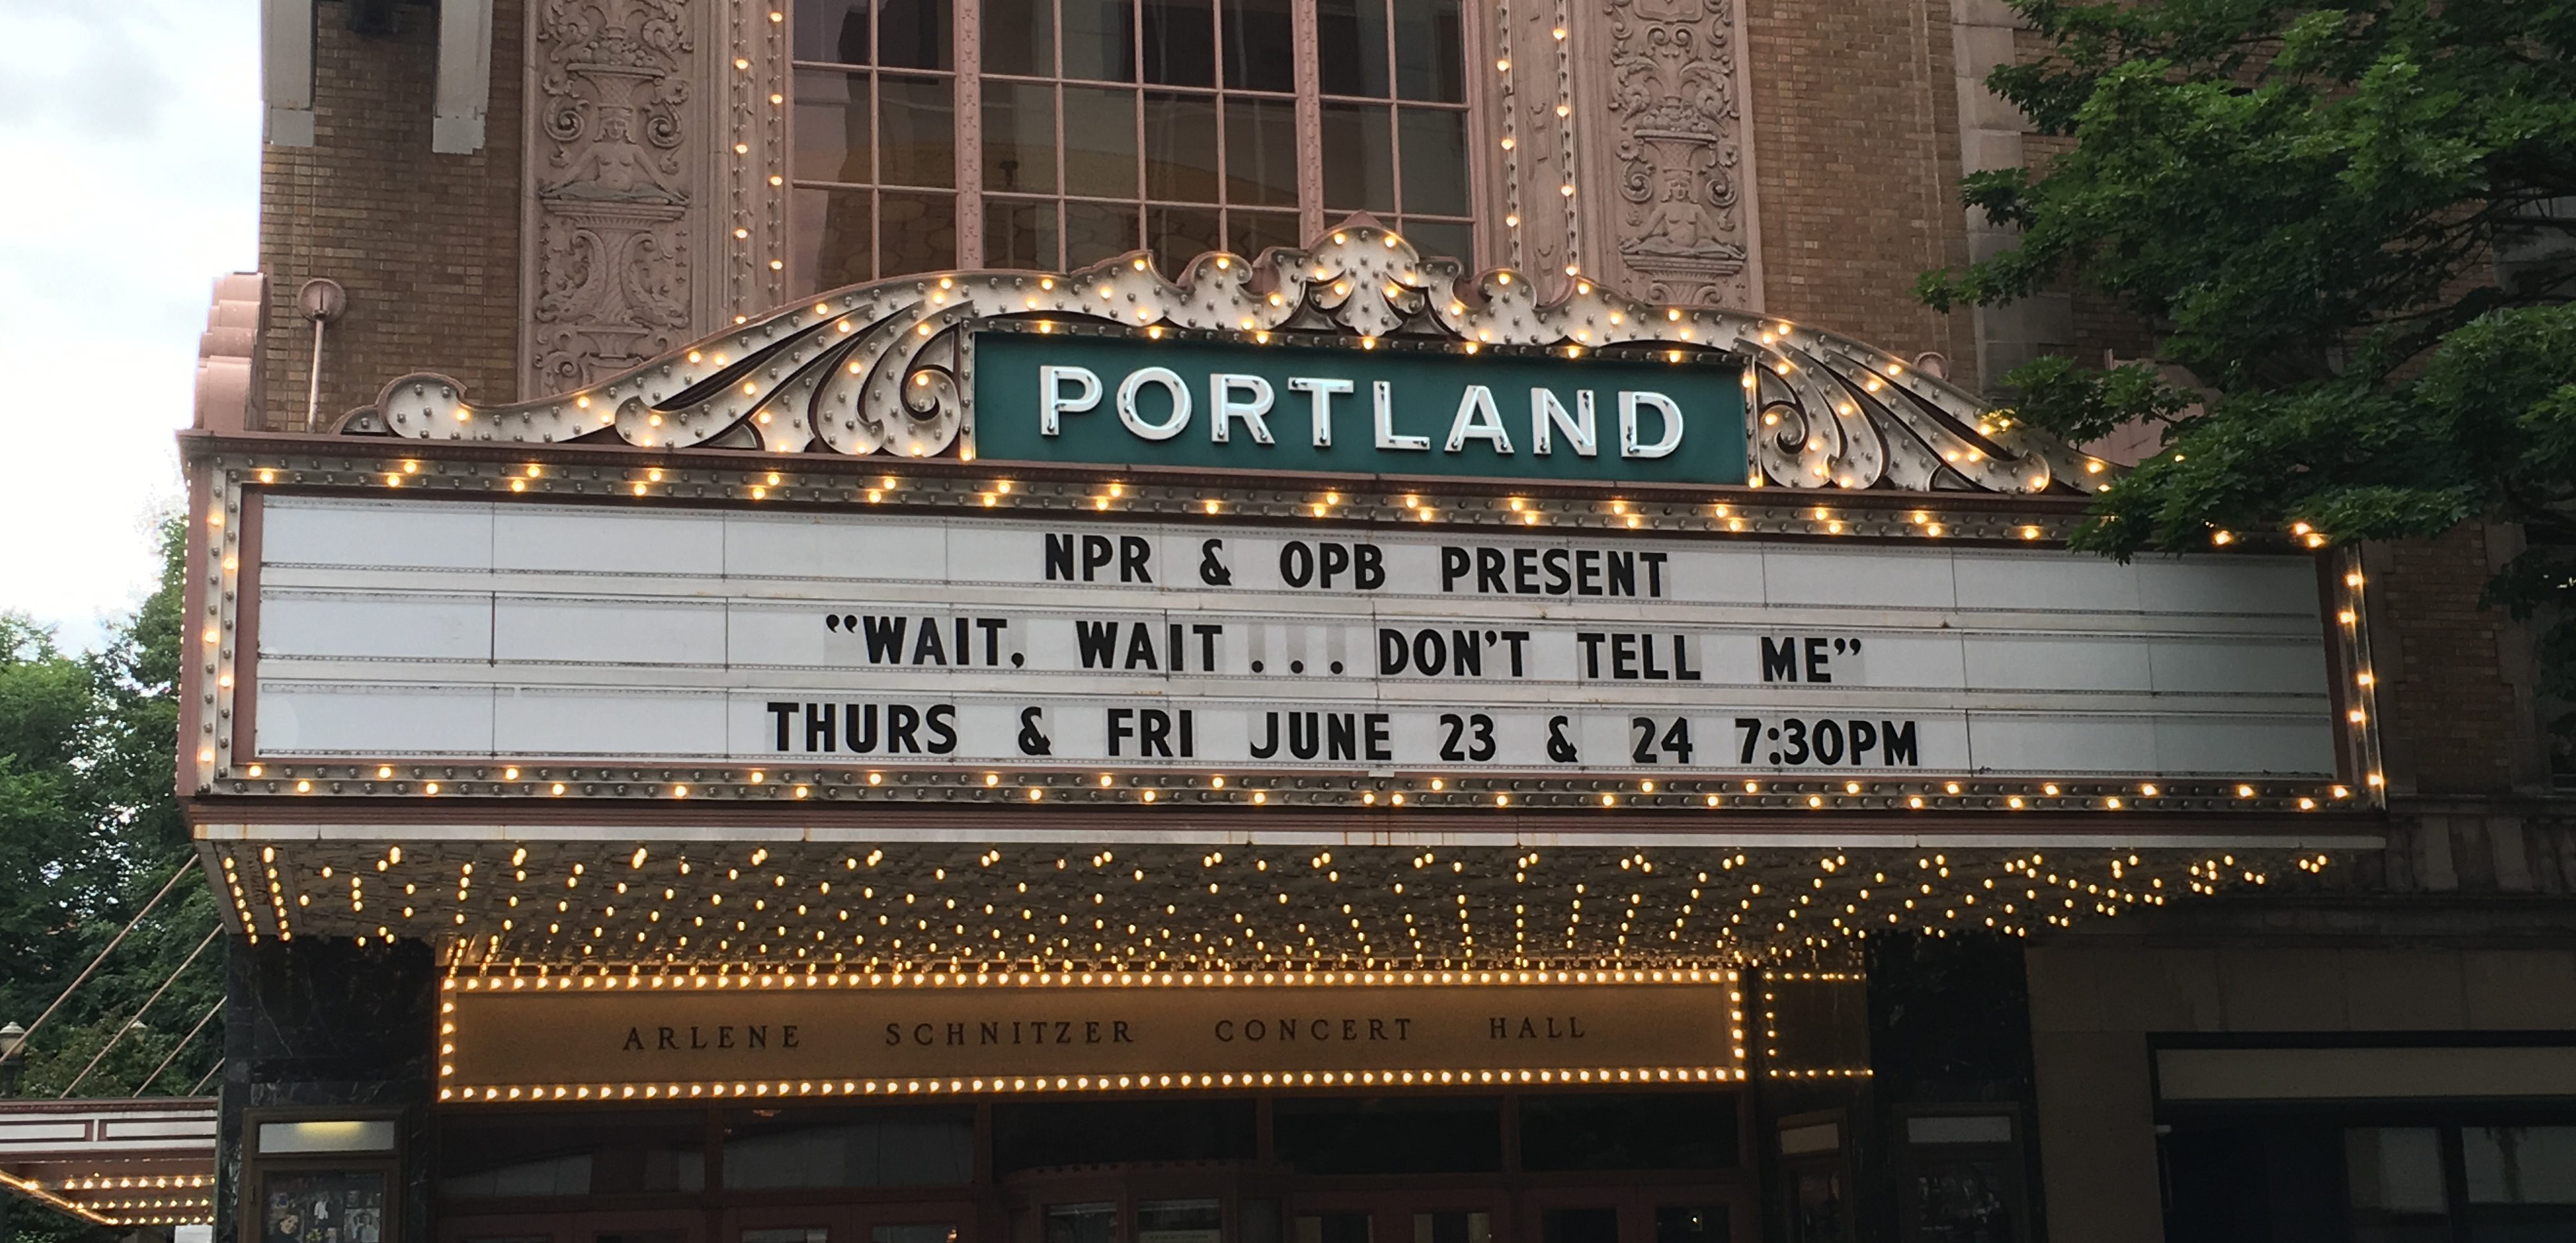 PORTLAND
NPR & OPB PRESENT
“WAIT, WAIT...DON’T TELL ME”
THURS & FRI JUNE 23 & 24 7:30PM
ARLENE SCHNITZER CONCERT HALL